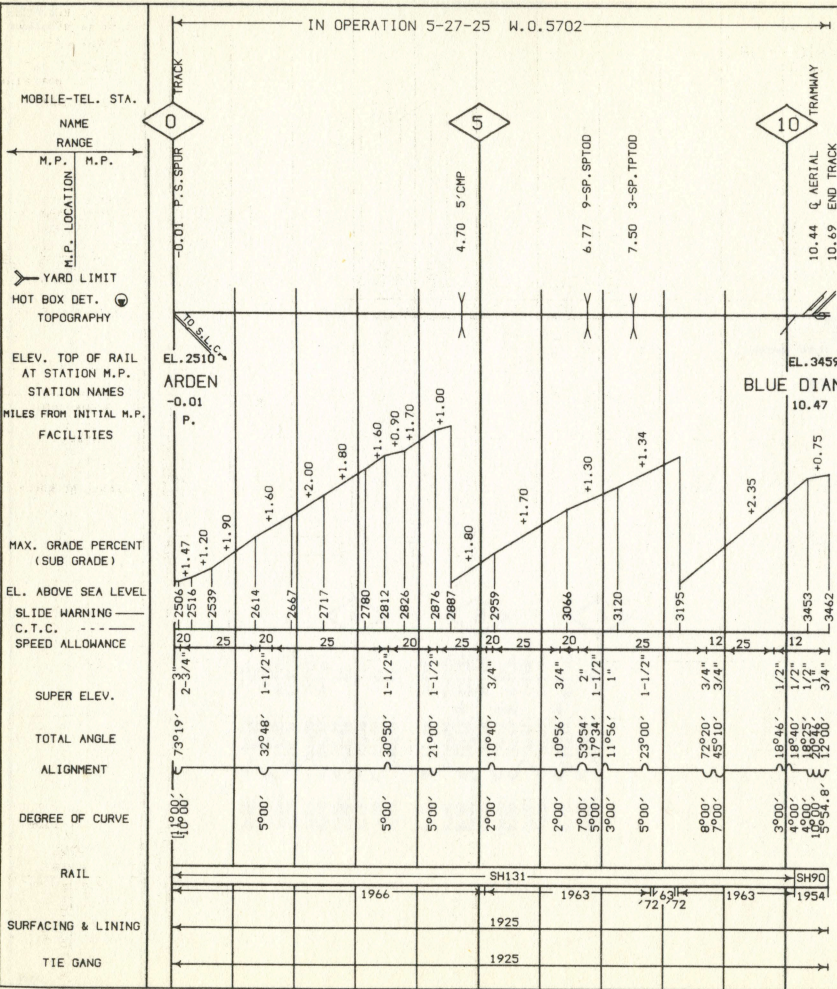 IN OPERATION 5-27-25 W.O.5702
MOBILE-TEL. STA.
NAME
RANGE
M.P. M.P.
M.P. LOCATION
YARD LIMIT
HOT BOX DET.
TOPOGRAPHY
0
5
10
TRACK
-0.01 P.S.SPUR
4.70 5'CMP
6.77 9-SP.SPTOD
7.50 3-SP.TPTOD
10.44 ℄ AERIAL TRAMWAY
10.69 END TRACK
TO S.L.C.
ELEV. TOP OF RAIL
AT STATION M.P.
EL.2510
EL.3459
STATION NAMES
ARDEN
BLUE DIAM
MILES FROM INITIAL M.P.
-0.01
10.47
FACILITIES
P.
MAX. GRADE PERCENT
(SUB GRADE)
+1.47 +1.20 +1.90 +1.60 +2.00 +1.80 +1.60 +0.90 +1.70 +1.00 +1.80 +1.70 +1.30 +1.34 +2.35 +0.75
EL. ABOVE SEA LEVEL
2506 2516 2539 2614 2667 2717 2780 2812 2826 2876 2887 2959 3066 3120 3195 3453 3462
SLIDE WARNING
C.T.C.
SPEED ALLOWANCE
20 25 20 25 20 25 20 25 20 25 12 25 12
SUPER ELEV.
3" 2-3/4" 1-1/2" 1-1/2" 1-1/2" 3/4" 3/4" 2" 1-1/2" 1" 1-1/2" 3/4" 3/4" 1/2" 1/2" 1/2" 1"
TOTAL ANGLE
73°19' 32°48' 30°50' 21°00' 10°40' 10°56' 53°54' 17°34' 11°56' 23°00' 72°20' 45°10' 18°46' 18°40' 18°25' 20°46' 12°00'
ALIGNMENT
DEGREE OF CURVE
11°00' 10°00' 5°00' 5°00' 5°00' 2°00' 2°00' 7°00' 5°00' 3°00' 5°00' 8°00' 7°00' 3°00' 4°00' 4°00' 10°00' 5°54.8'
RAIL
SH131 SH90
1966 1963 '72 '63 '72 1963 1954
SURFACING & LINING
1925
TIE GANG
1925